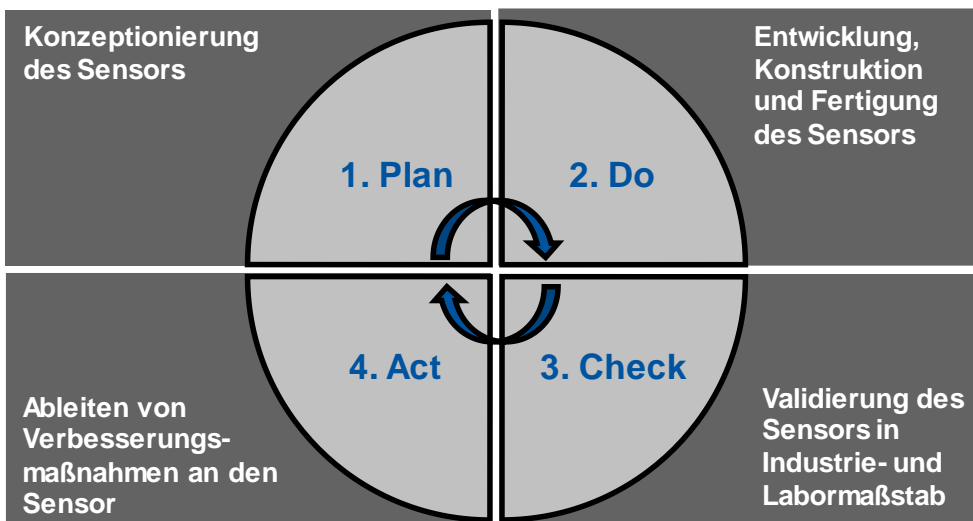 Konzeptionierung
des Sensors
Entwicklung,
Konstruktion
und Fertigung
des Sensors
1. Plan
2. Do
4. Act
3. Check
Ableiten von
Verbesserungs-
maßnahmen an den
Sensor
Validierung des
Sensors in
Industrie- und
Labormaßstab